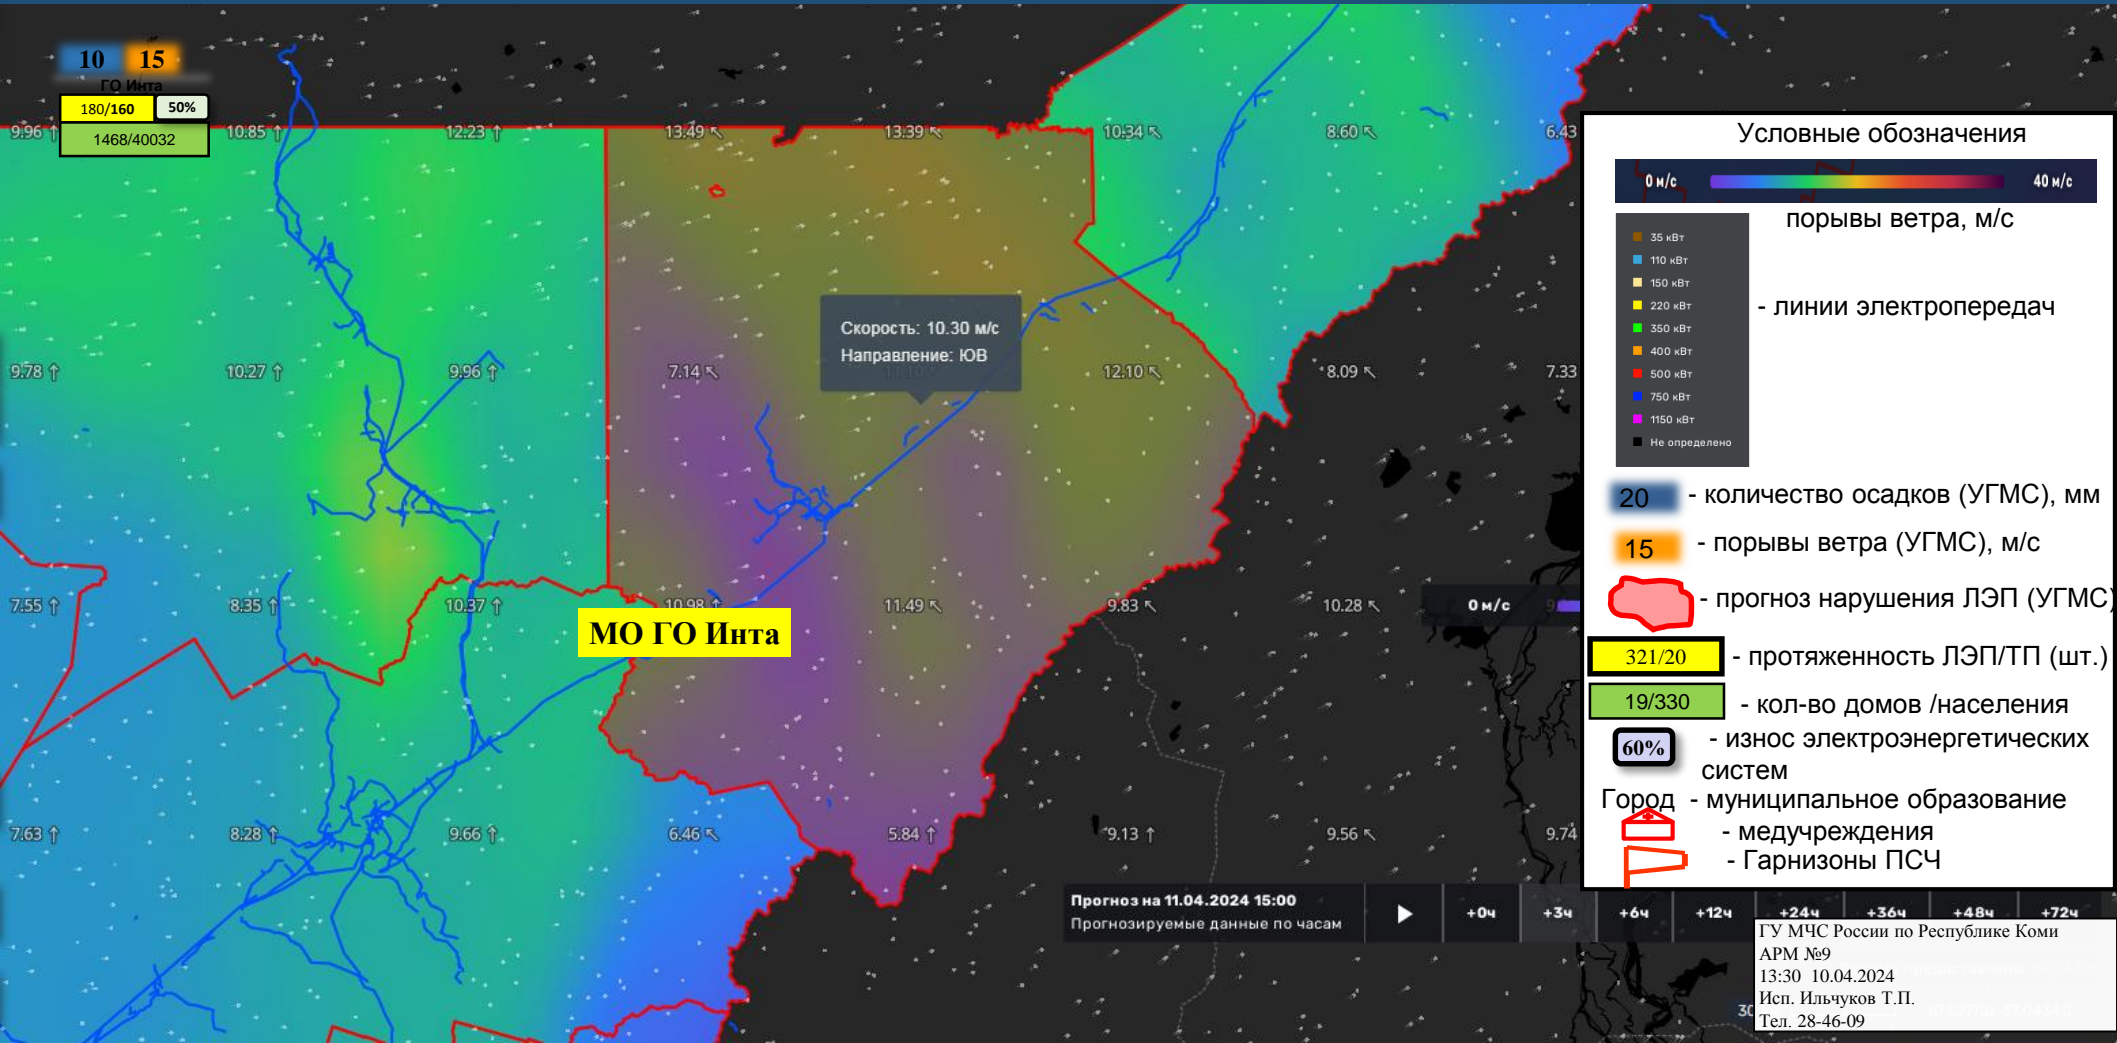 10 15
ГО Инта
180/160 50%
1468/40032
9.96 ↑ 10.85 ↑ 12.23 ↑ 13.49 ↖ 13.39 ↖ 10.34 ↖ 8.60 ↖ 6.43
Скорость: 10.30 м/с
Направление: ЮВ
9.78 ↑ 10.27 ↑ 9.96 ↑ 7.14 ↖ 12.10 ↖ 8.09 ↖ 7.33
7.55 ↑ 8.35 ↑ 10.37 ↑ 10.98 ↑ 11.49 ↖ 9.83 ↖ 10.28 ↖ 0 м/с
МО ГО Инта
7.63 ↑ 8.28 ↑ 9.66 ↑ 6.46 ↖ 5.84 ↑ 9.13 ↑ 9.56 ↖ 9.74
Условные обозначения
0 м/с 40 м/с
порывы ветра, м/с
35 кВт
110 кВт
150 кВт
220 кВт
350 кВт
400 кВт
500 кВт
750 кВт
1150 кВт
Не определено
- линии электропередач
20 - количество осадков (УГМС), мм
15 - порывы ветра (УГМС), м/с
- прогноз нарушения ЛЭП (УГМС)
321/20 - протяженность ЛЭП/ТП (шт.)
19/330 - кол-во домов /населения
60% - износ электроэнергетических
систем
Город - муниципальное образование
- медучреждения
- Гарнизоны ПСЧ
Прогноз на 11.04.2024 15:00
Прогнозируемые данные по часам
+0ч +3ч +6ч +12ч +24ч +36ч +48ч +72ч
ГУ МЧС России по Республике Коми
АРМ №9
13:30 10.04.2024
Исп. Ильчуков Т.П.
Тел. 28-46-09
30